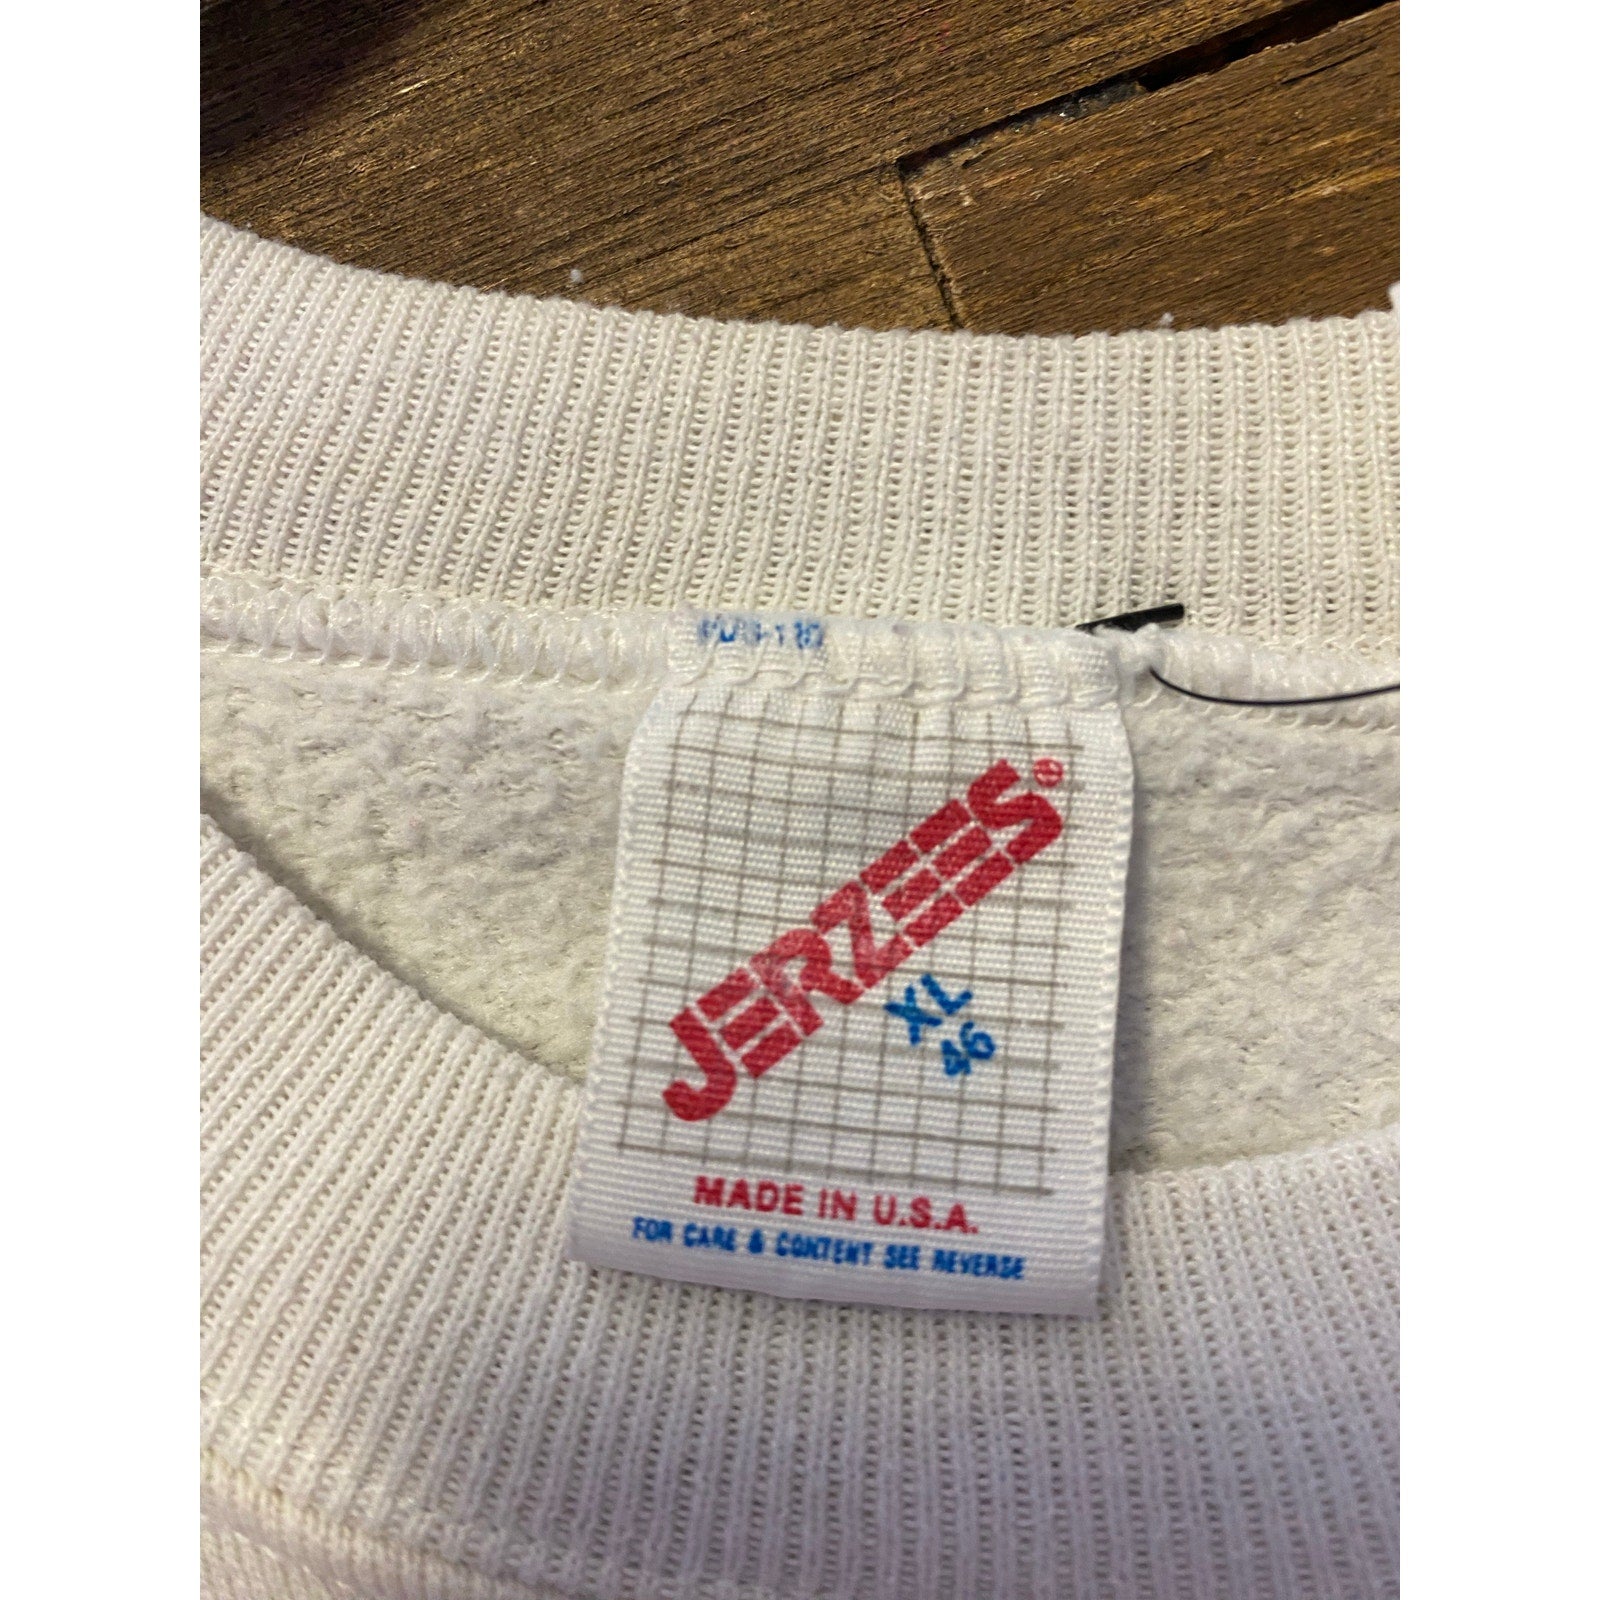 JERZEES®
XL
46
MADE IN U.S.A.
FOR CARE & CONTENT SEE REVERSE